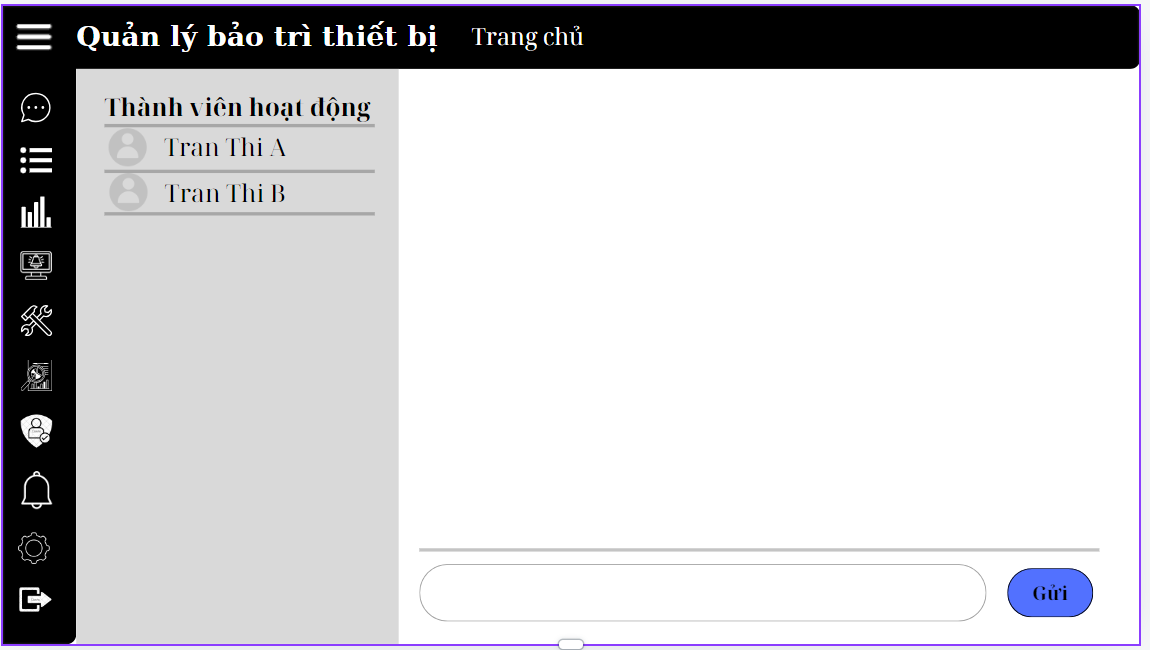 Quản lý bảo trì thiết bị
Trang chủ
Thành viên hoạt động
Tran Thi A
Tran Thi B
Gửi